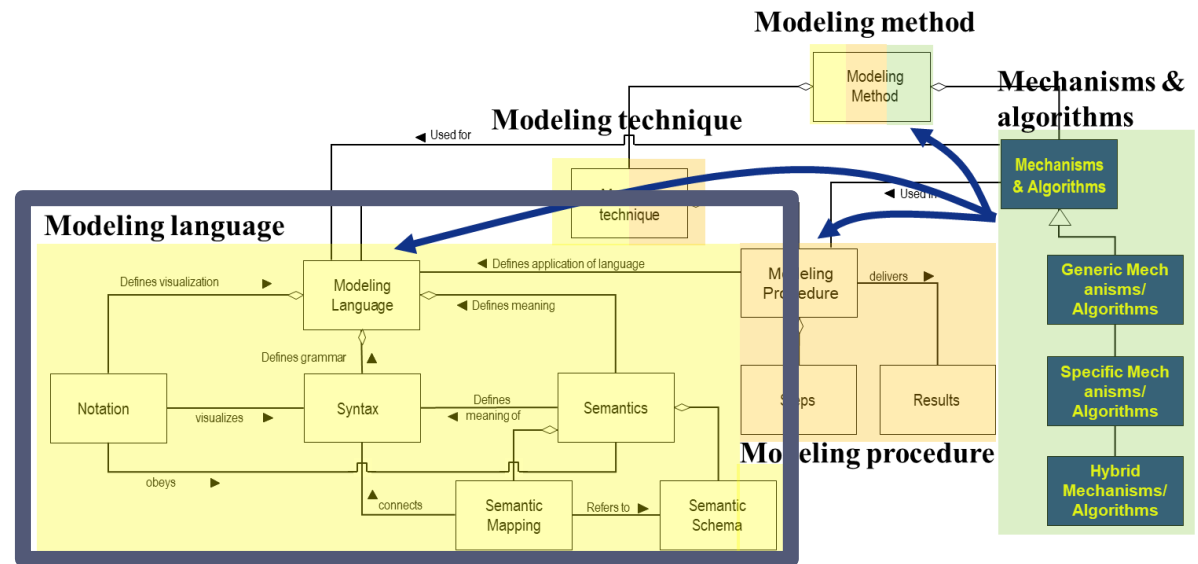 Modeling method
Modeling
Method
Mechanisms &
algorithms
Modeling technique
Used for
Mechanisms
& Algorithms
technique
Used in
Modeling language
Defines application of language
Modeling
Procedure
delivers
Generic Mech
anisms/
Algorithms
Defines visualization
Modeling
Language
Defines meaning
Defines grammar
Notation
visualizes
Syntax
Defines
meaning of
Semantics
Steps
Results
Specific Mech
anisms/
Algorithms
Modeling procedure
obeys
connects
Semantic
Mapping
Refers to
Semantic
Schema
Hybrid
Mechanisms/
Algorithms